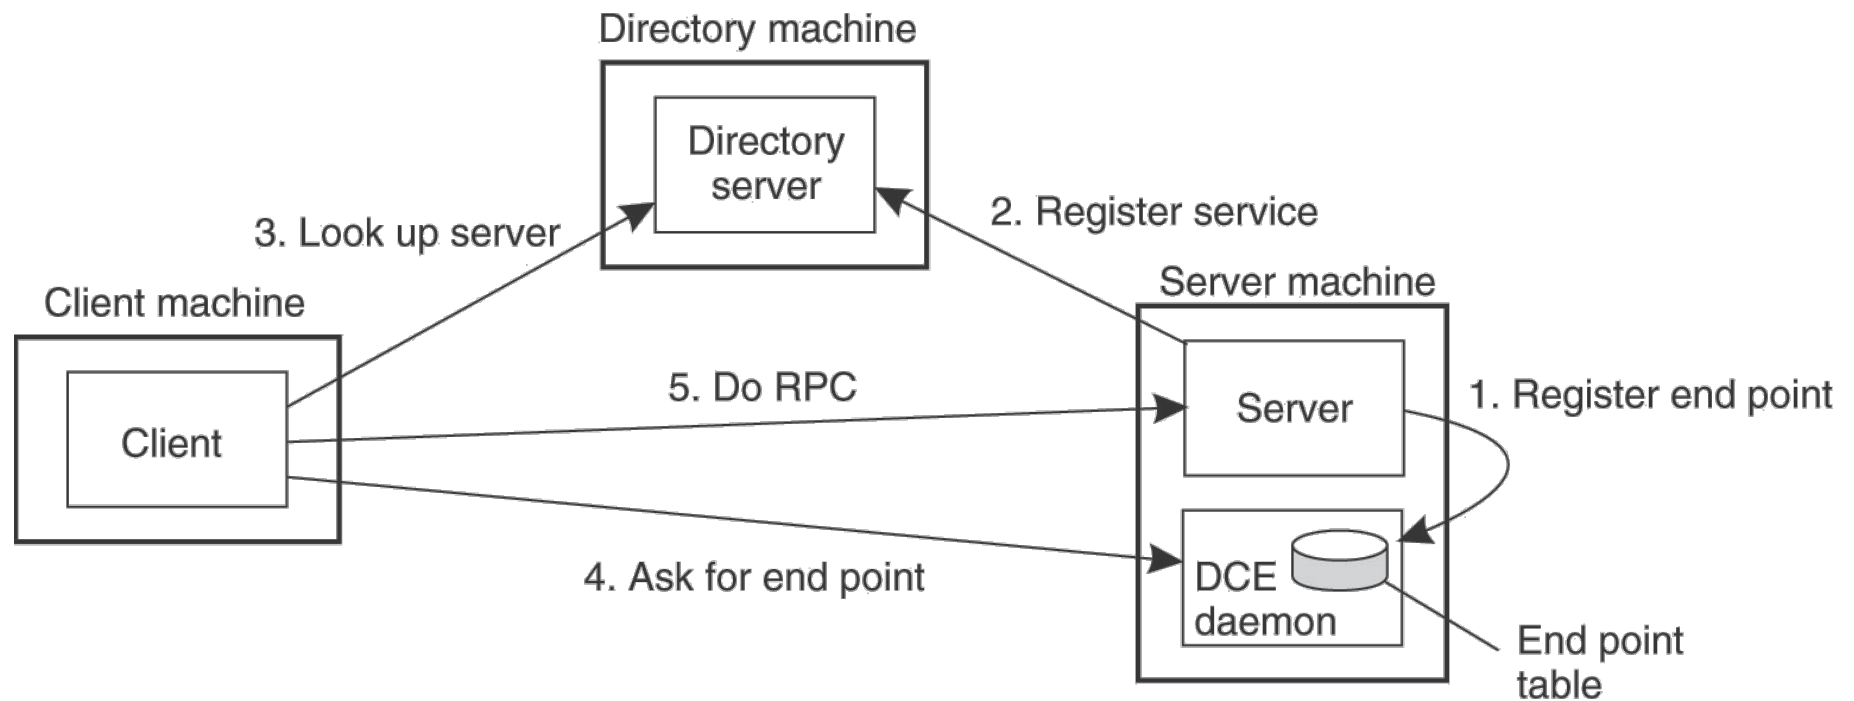 Directory machine
Directory
server
3. Look up server
2. Register service
Client machine
Server machine
Client
5. Do RPC
Server
1. Register end point
4. Ask for end point
DCE
daemon
End point
table